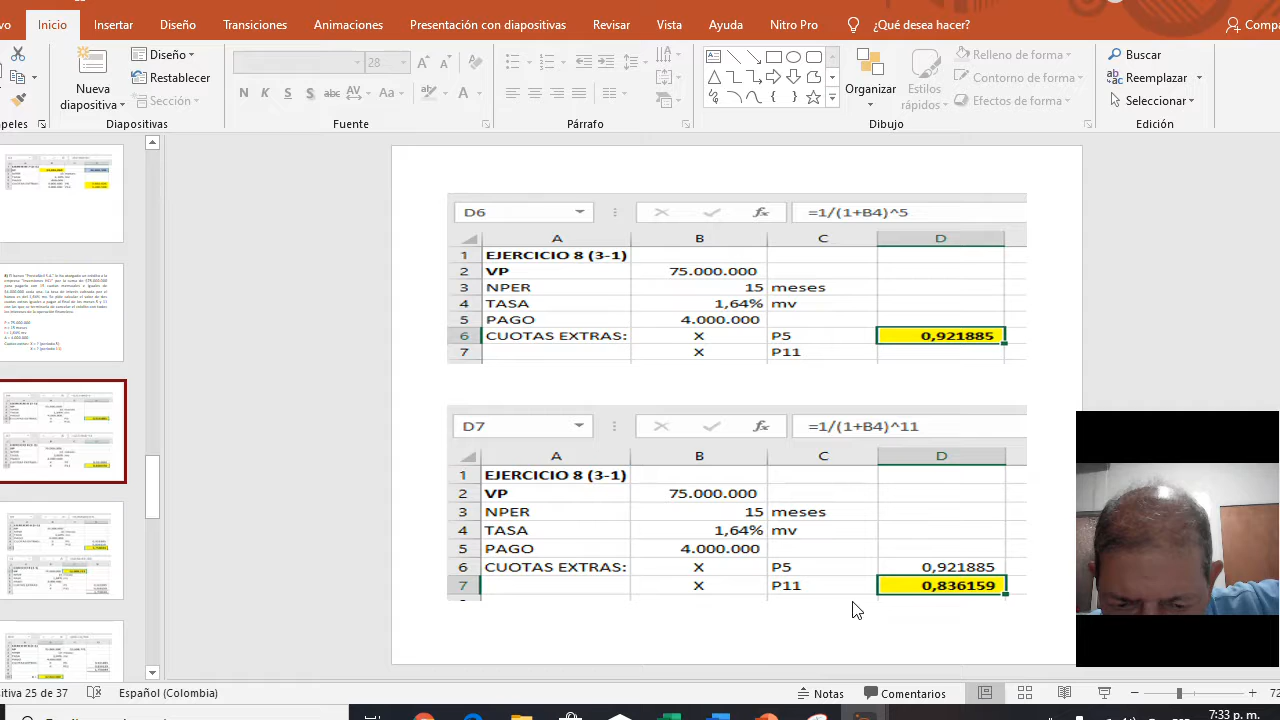 Inicio Insertar Diseño Transiciones Animaciones Presentación con diapositivas Revisar Vista Ayuda Nitro Pro ¿Qué desea hacer?
Nueva diapositiva
Diseño
Restablecer
Sección
28
N K S S abc AV Aa A
Organizar
Estilos rápidos
Relleno de forma
Contorno de forma
Efectos de forma
Buscar
Reemplazar
Seleccionar
Diapositivas Fuente Párrafo Dibujo Edición
D6 fx =1/(1+B4)^5
A B C D
1 EJERCICIO 8 (3-1)
2 VP 75.000.000
3 NPER 15 meses
4 TASA 1,64% mv
5 PAGO 4.000.000
6 CUOTAS EXTRAS: X P5 0,921885
7 X P11
D7 fx =1/(1+B4)^11
A B C D
1 EJERCICIO 8 (3-1)
2 VP 75.000.000
3 NPER 15 meses
4 TASA 1,64% mv
5 PAGO 4.000.000
6 CUOTAS EXTRAS: X P5 0,921885
7 X P11 0,836159
25 de 37 Español (Colombia) Notas Comentarios
7:33 p. m.